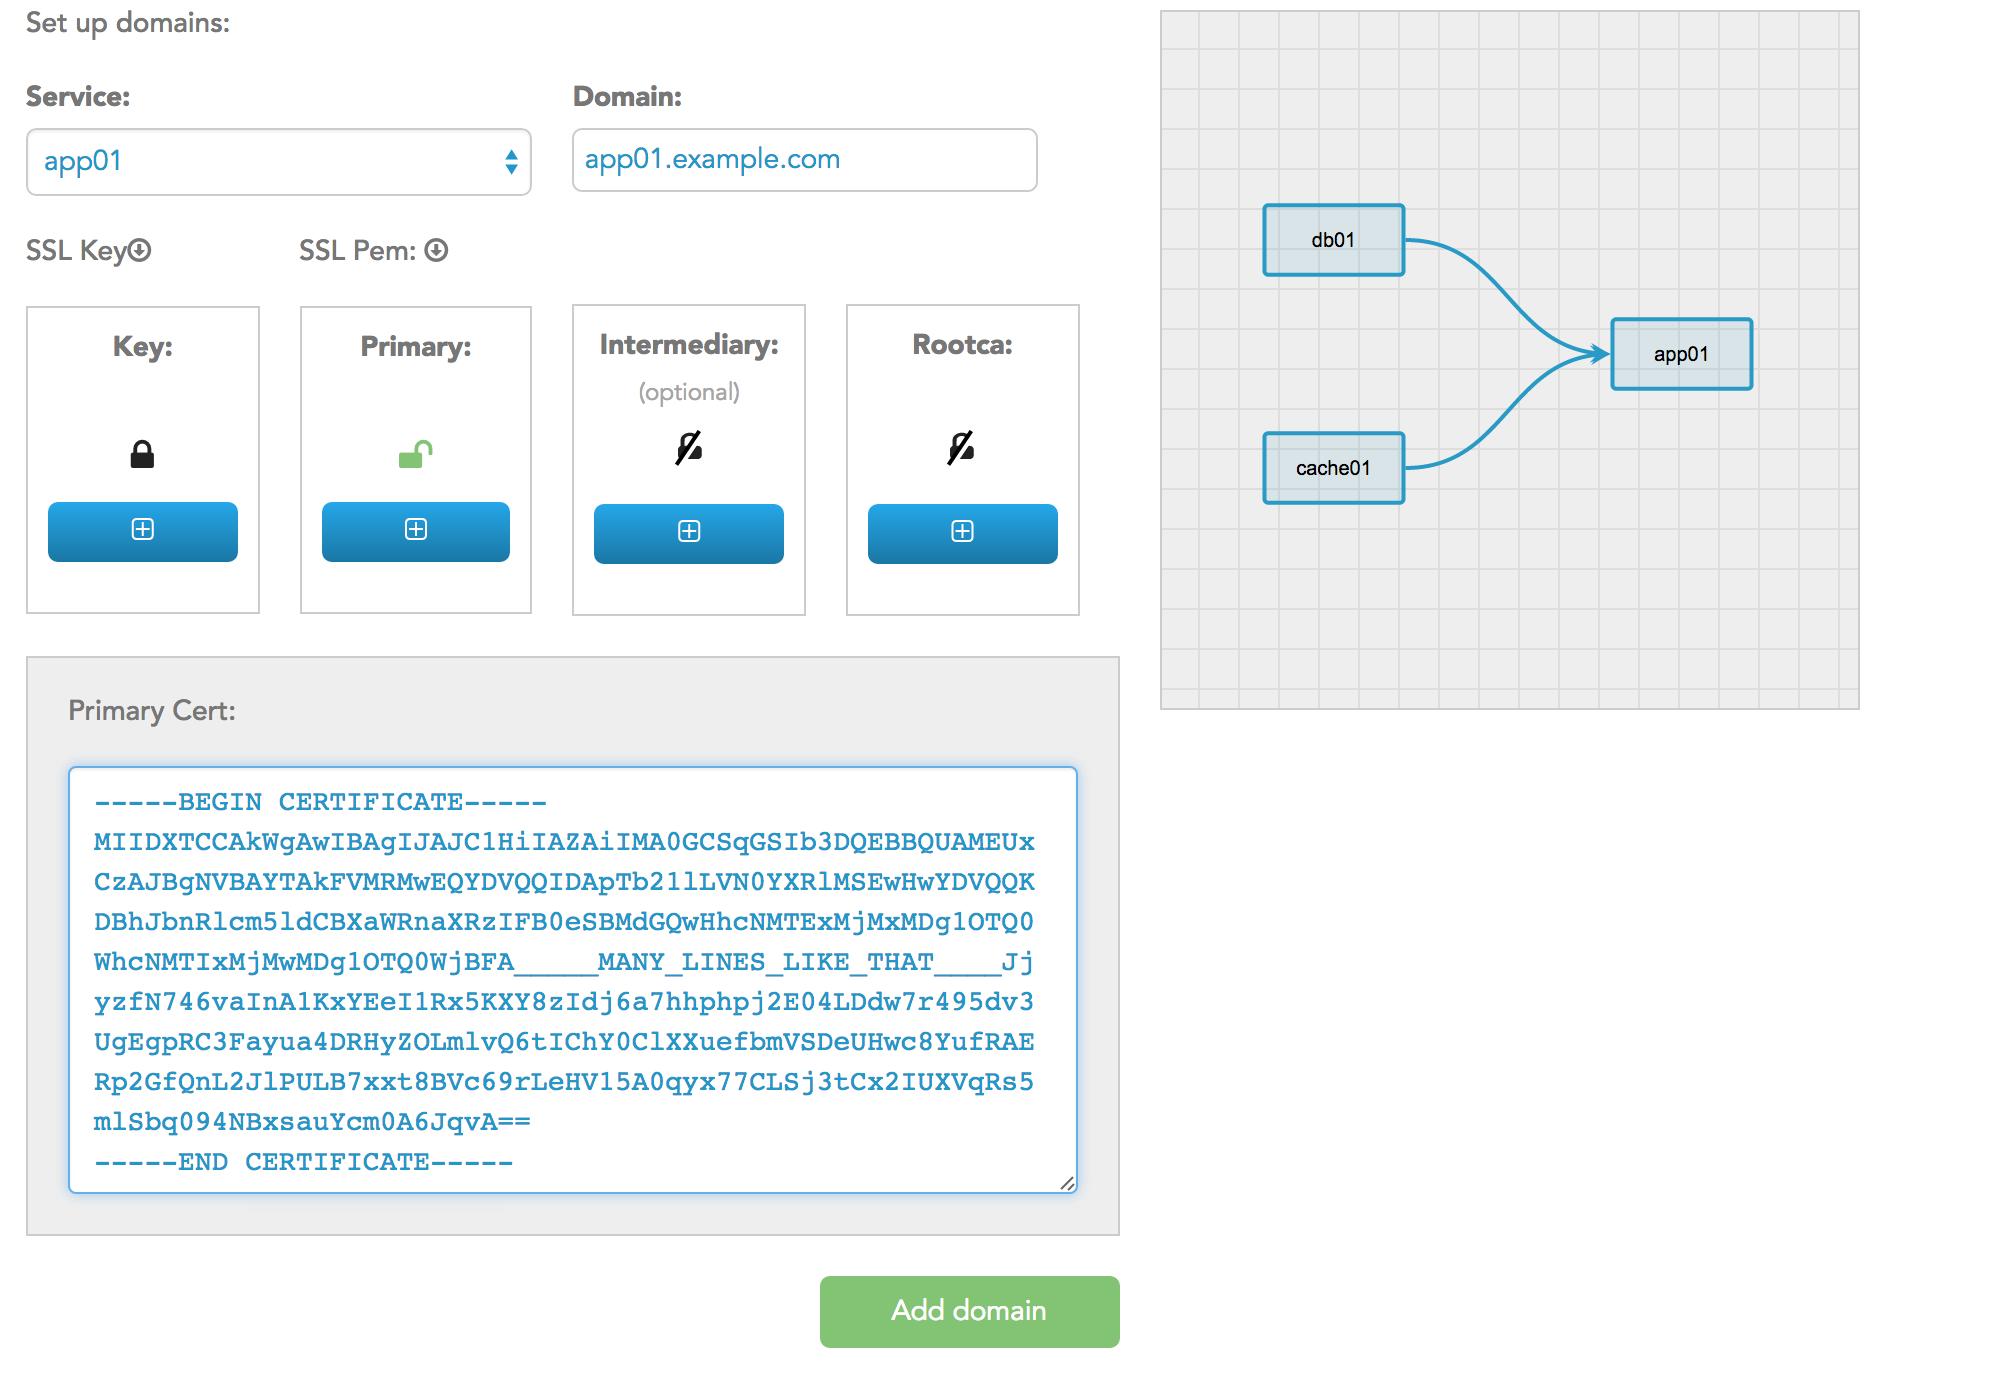 Set up domains:
Service:
Domain:
app01
app01.example.com
SSL Key
SSL Pem:
Key:
Primary:
Intermediary:
(optional)
Rootca:
Primary Cert:
-----BEGIN CERTIFICATE-----
MIIDXTCCAkWgAwIBAgIJAJC1HiIAZAiIMA0GCSqGSIb3DQEBBQUAMEUx
CzAJBgNVBAYTAkFVMRMwEQYDVQQIDApTb21lLVN0YXRlMSEwHwYDVQQK
DBhJbnRlcm5ldCBXaWRnaXRzIFB0eSBMdGQwHhcNMTExMjMxMDg1OTQ0
WhcNMTIxMjMwMDg1OTQ0WjBFA_____MANY_LINES_LIKE_THAT____Jj
yzfN746vaInA1KxYEeI1Rx5KXY8zIdj6a7hhphpj2E04LDdw7r495dv3
UgEgpRC3Fayua4DRHyZOLmlvQ6tIChY0ClXXuefbmVSDeUHwc8YufRAE
Rp2GfQnL2JlPULB7xxt8BVc69rLeHV15A0qyx77CLSj3tCx2IUXVqRs5
mlSbq094NBxsauYcm0A6JqvA==
-----END CERTIFICATE-----
Add domain
db01
app01
cache01